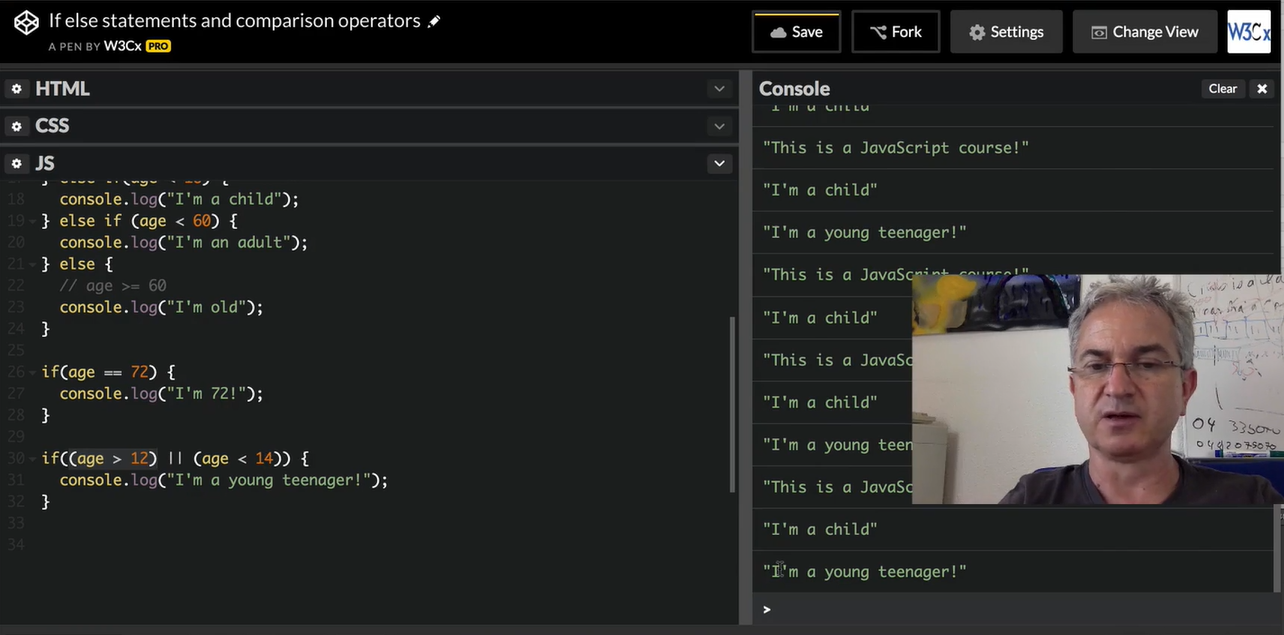 If else statements and comparison operators
A PEN BY W3Cx PRO
Save
Fork
Settings
Change View
W3Cx
HTML
CSS
JS
} else if(age < 18) {
18 console.log("I'm a child");
19 } else if (age < 60) {
20 console.log("I'm an adult");
21 } else {
22 // age >= 60
23 console.log("I'm old");
24 }
25
26 if(age == 72) {
27 console.log("I'm 72!");
28 }
29
30 if((age > 12) || (age < 14)) {
31 console.log("I'm a young teenager!");
32 }
33
34
Console
Clear
"I'm a child"
"This is a JavaScript course!"
"I'm a child"
"I'm a young teenager!"
"This is a JavaScript course!"
"I'm a child"
"This is a JavaSc
"I'm a child"
"I'm a young teen
"This is a JavaSc
"I'm a child"
"I'm a young teenager!"
>
04